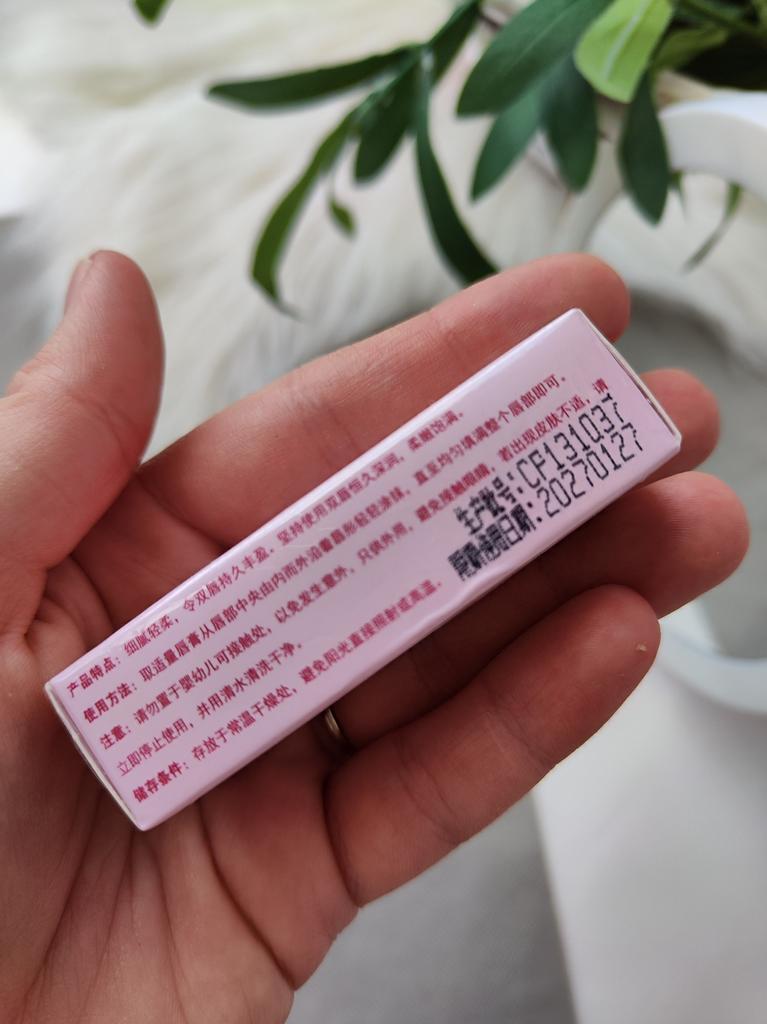 产品特点：细腻轻柔，令双唇持久丰盈。坚持使用双唇恒久深润，柔嫩饱满。
使用方法：取适量唇膏从唇部中央由内而外沿着唇形轻轻涂抹，直至均匀填满整个唇部即可。
注意：请勿置于婴幼儿可接触处，以免发生意外，只供外用，避免接触眼睛，若出现皮肤不适，请
立即停止使用，并用清水清洗干净。
储存条件：存放于常温干燥处，避免阳光直接照射或高温。
生产批号：CF131037
限期使用日期：20270127